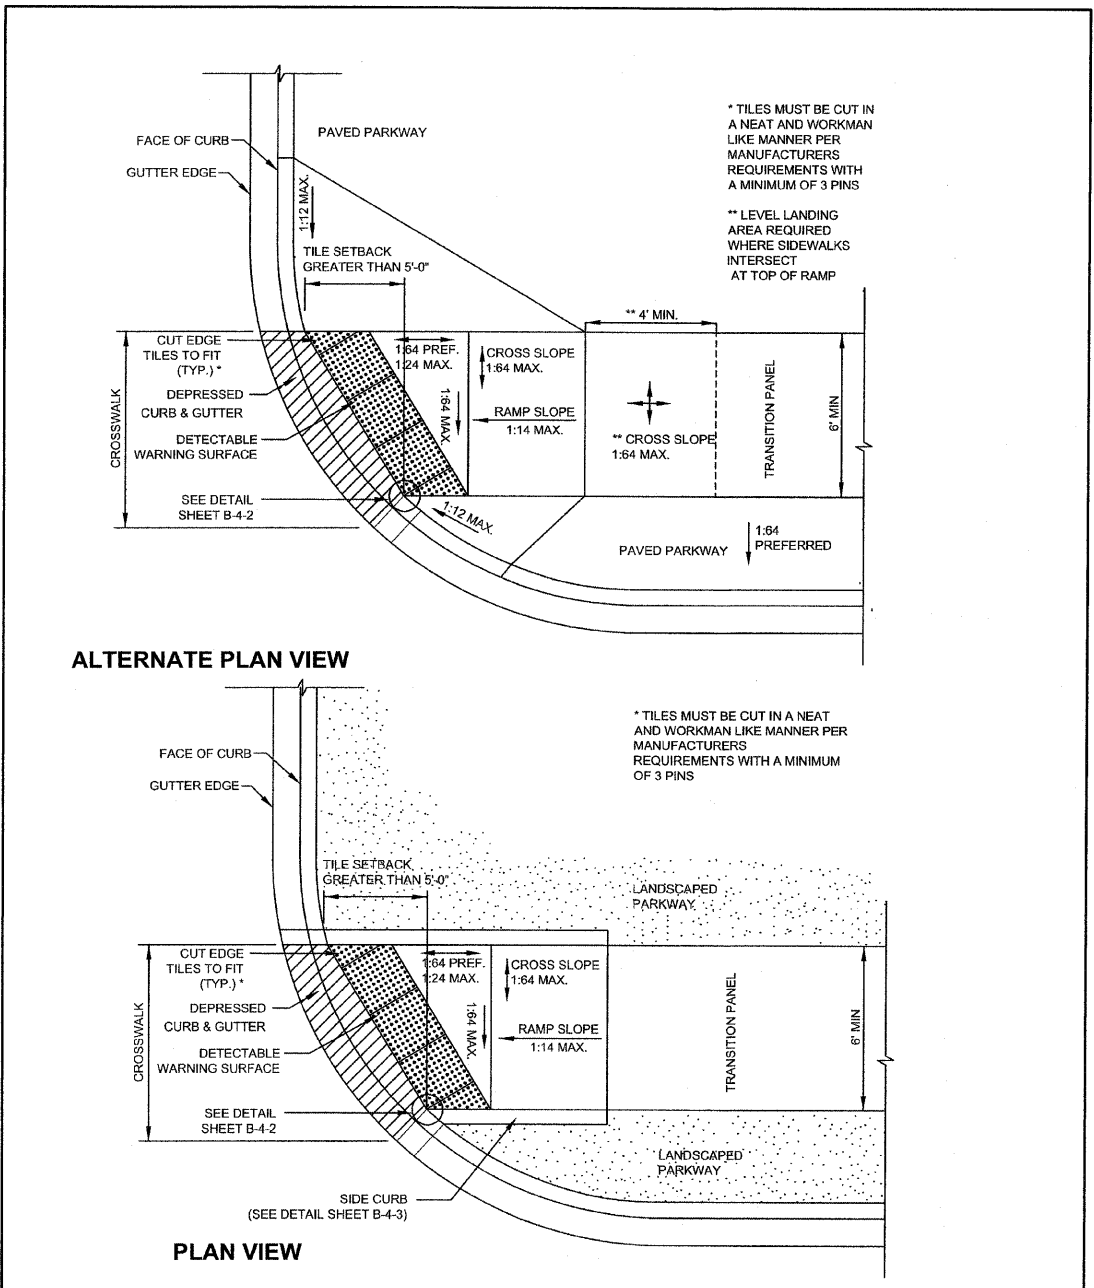 PAVED PARKWAY
FACE OF CURB
GUTTER EDGE
1:12 MAX.
TILE SETBACK
GREATER THAN 5'-0"
* TILES MUST BE CUT IN
A NEAT AND WORKMAN
LIKE MANNER PER
MANUFACTURERS
REQUIREMENTS WITH
A MINIMUM OF 3 PINS
** LEVEL LANDING
AREA REQUIRED
WHERE SIDEWALKS
INTERSECT
AT TOP OF RAMP
** 4' MIN.
CUT EDGE
TILES TO FIT
(TYP.) *
DEPRESSED
CURB & GUTTER
DETECTABLE
WARNING SURFACE
CROSSWALK
SEE DETAIL
SHEET B-4-2
1:64 PREF.
1:24 MAX.
1:64 MAX.
CROSS SLOPE
1:64 MAX.
RAMP SLOPE
1:14 MAX.
** CROSS SLOPE
1:64 MAX.
TRANSITION PANEL
6' MIN
1:12 MAX.
PAVED PARKWAY
1:64
PREFERRED
ALTERNATE PLAN VIEW
* TILES MUST BE CUT IN A NEAT
AND WORKMAN LIKE MANNER PER
MANUFACTURERS
REQUIREMENTS WITH A MINIMUM
OF 3 PINS
FACE OF CURB
GUTTER EDGE
TILE SETBACK
GREATER THAN 5'-0"
LANDSCAPED
PARKWAY
CUT EDGE
TILES TO FIT
(TYP.) *
DEPRESSED
CURB & GUTTER
DETECTABLE
WARNING SURFACE
CROSSWALK
SEE DETAIL
SHEET B-4-2
1:64 PREF.
1:24 MAX.
1:64 MAX.
CROSS SLOPE
1:64 MAX.
RAMP SLOPE
1:14 MAX.
TRANSITION PANEL
6' MIN
LANDSCAPED
PARKWAY
SIDE CURB
(SEE DETAIL SHEET B-4-3)
PLAN VIEW